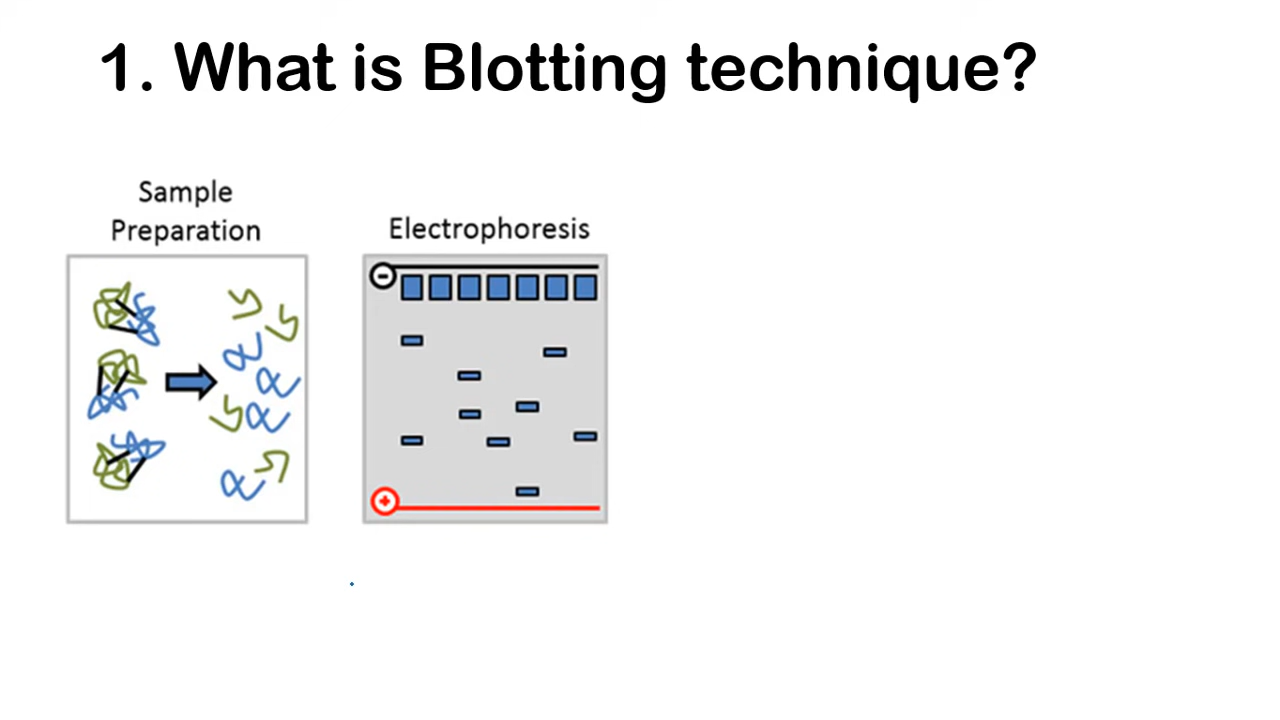 1. What is Blotting technique?
Sample
Preparation
Electrophoresis
-
+